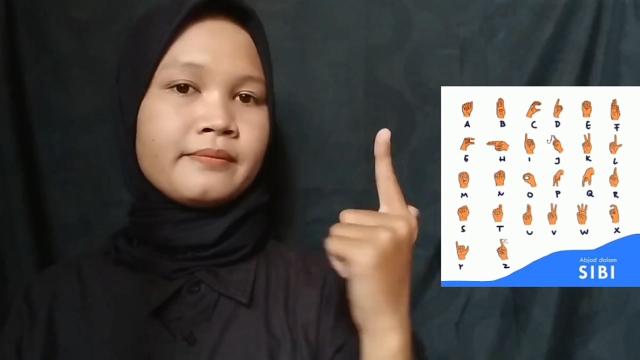 A B C D E F
G H I J K L
M N O P Q R
S T U V W X
Y Z
Abjad dalam
SIBI